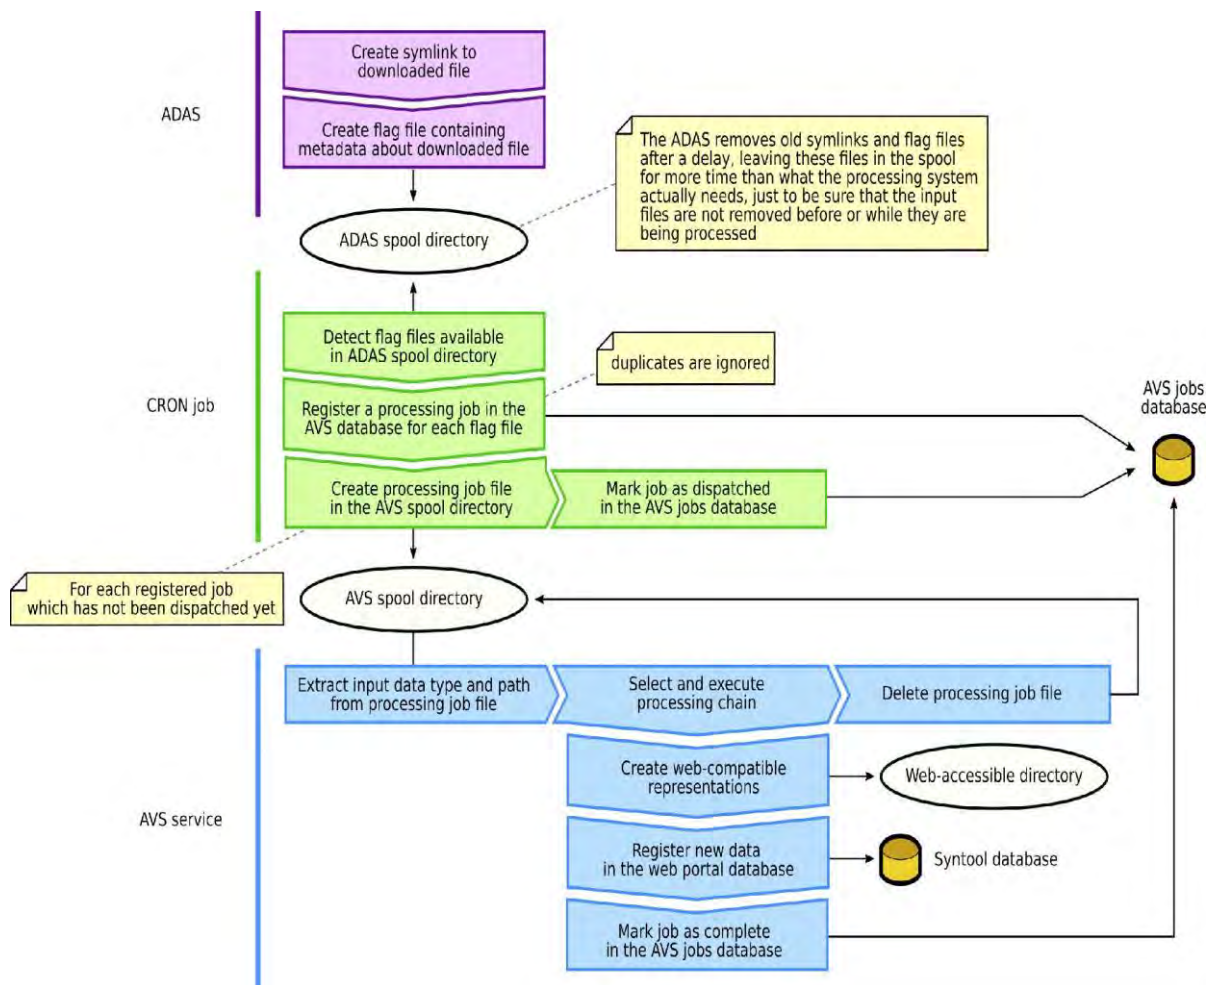 Create symlink to
downloaded file
ADAS
Create flag file containing
metadata about downloaded file
The ADAS removes old symlinks and flag files
after a delay, leaving these files in the spool
for more time than what the processing system
actually needs, just to be sure that the input
files are not removed before or while they are
being processed
ADAS spool directory
Detect flag files available
in ADAS spool directory
duplicates are ignored
CRON job
Register a processing job in the
AVS database for each flag file
AVS jobs
database
Create processing job file
in the AVS spool directory
Mark job as dispatched
in the AVS jobs database
For each registered job
which has not been dispatched yet
AVS spool directory
Extract input data type and path
from processing job file
Select and execute
processing chain
Delete processing job file
Create web-compatible
representations
Web-accessible directory
AVS service
Register new data
in the web portal database
Syntool database
Mark job as complete
in the AVS jobs database